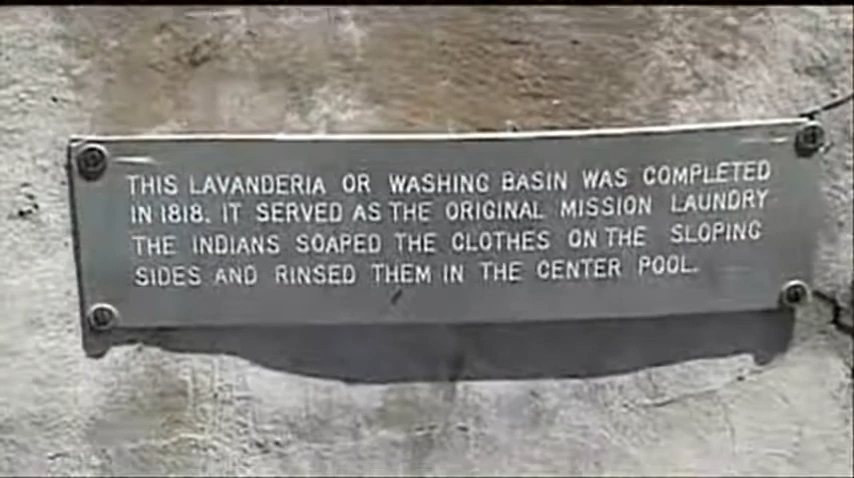 THIS LAVANDERIA OR WASHING BASIN WAS COMPLETED
IN 1818. IT SERVED AS THE ORIGINAL MISSION LAUNDRY
THE INDIANS SOAPED THE CLOTHES ON THE SLOPING
SIDES AND RINSED THEM IN THE CENTER POOL.